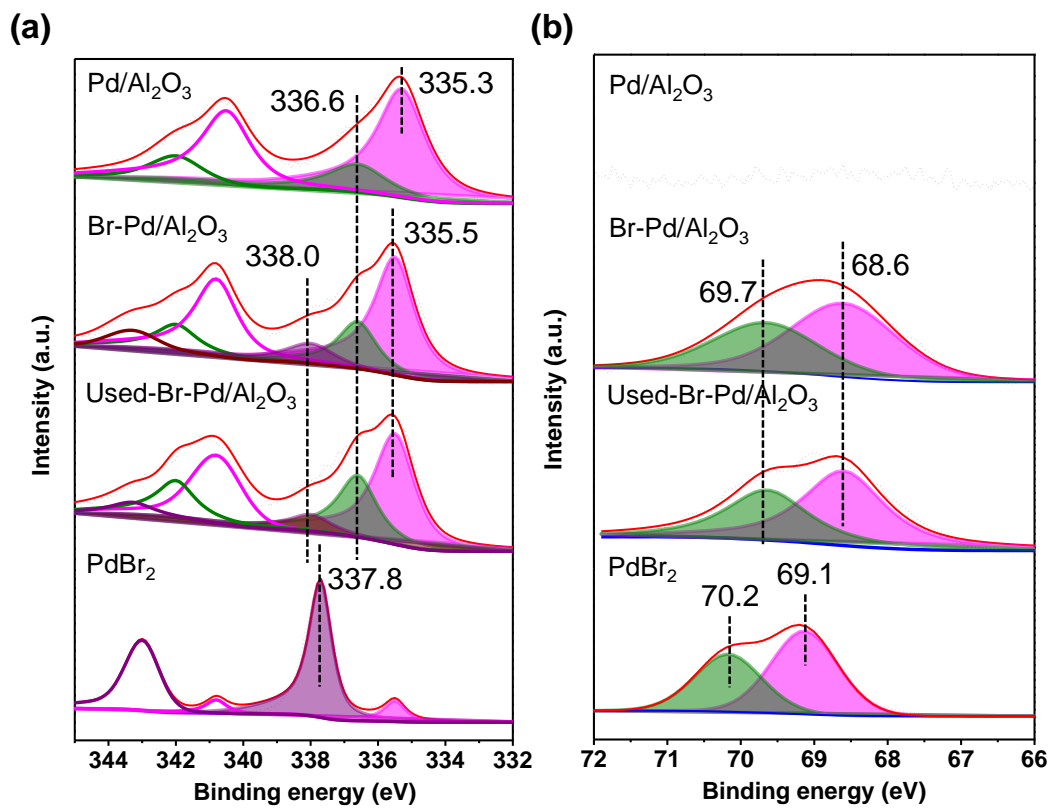 (a)
Pd/Al₂O₃
336.6
335.3
Br-Pd/Al₂O₃
338.0
335.5
Used-Br-Pd/Al₂O₃
PdBr₂
337.8
Intensity (a.u.)
344 342 340 338 336 334 332
Binding energy (eV)
(b)
Pd/Al₂O₃
Br-Pd/Al₂O₃
69.7
68.6
Used-Br-Pd/Al₂O₃
PdBr₂
70.2
69.1
Intensity (a.u.)
72 71 70 69 68 67 66
Binding energy (eV)